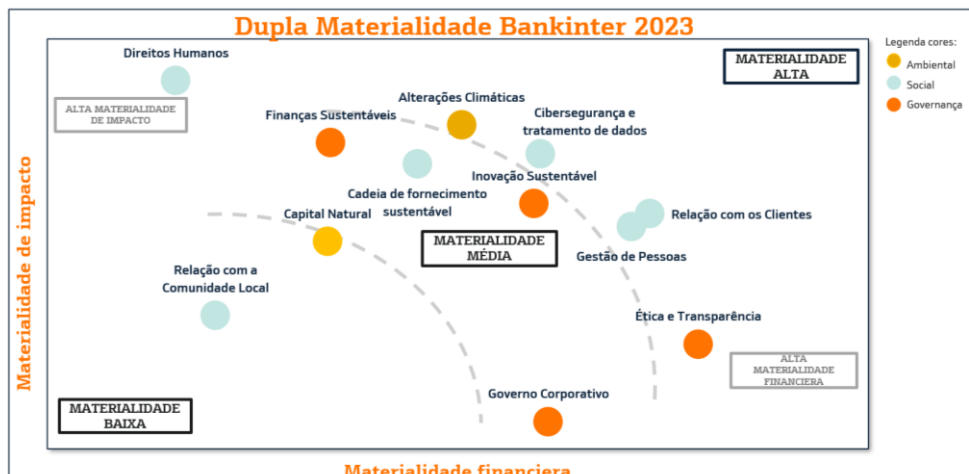 Dupla Materialidade Bankinter 2023
Legenda cores:
Ambiental
Social
Governança
Direitos Humanos
MATERIALIDADE
ALTA
ALTA MATERIALIDADE
DE IMPACTO
Alterações Climáticas
Finanças Sustentáveis
Cibersegurança e
tratamento de dados
Inovação Sustentável
Cadeia de fornecimento
sustentável
Capital Natural
Relação com os Clientes
MATERIALIDADE
MÉDIA
Gestão de Pessoas
Relação com a
Comunidade Local
Ética e Transparência
ALTA
MATERIALIDADE
FINANCIERA
Governo Corporativo
MATERIALIDADE
BAIXA
Materialidade de impacto
Materialidade financiera